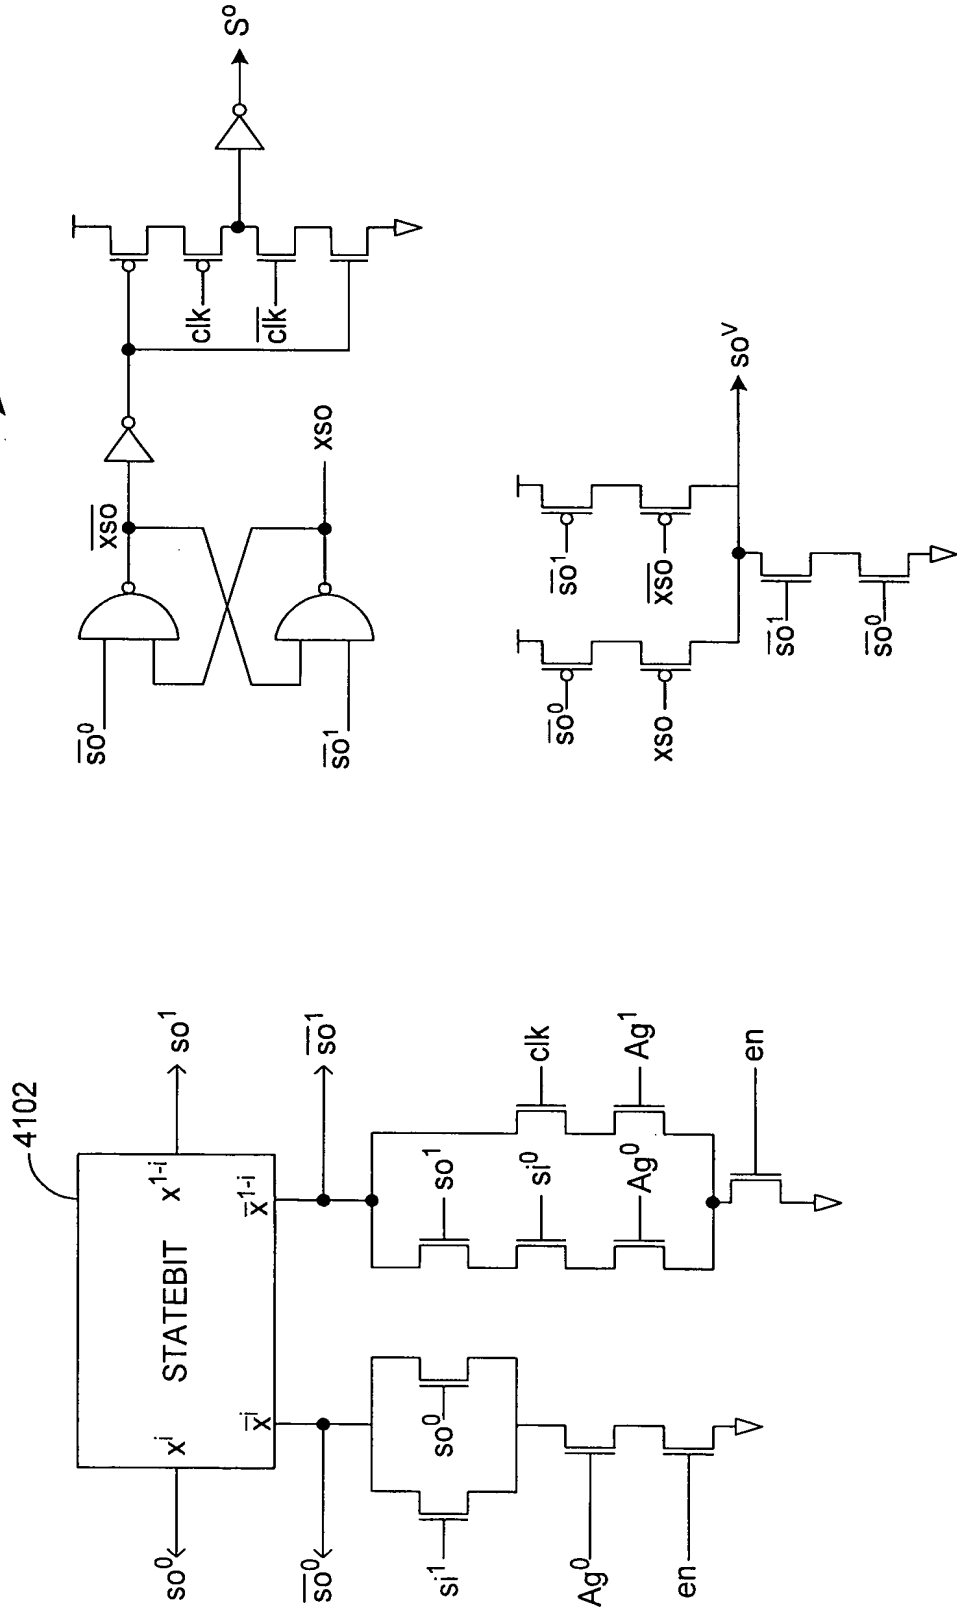 4102
x^i
x^{1-i}
STATEBIT
x̅^i
x̅^{1-i}
so^0
so^1
s̅o^0
s̅o^1
si^1
so^0
Ag^0
en
so^1
si^0
Ag^0
clk
Ag^1
en
s̅o^0
s̅o^1
x̅s̅o̅
xso
clk
c̅l̅k̅
S^o
s̅o^0
xso
s̅o^1
x̅s̅o̅
s̅o^1
s̅o^0
so^V